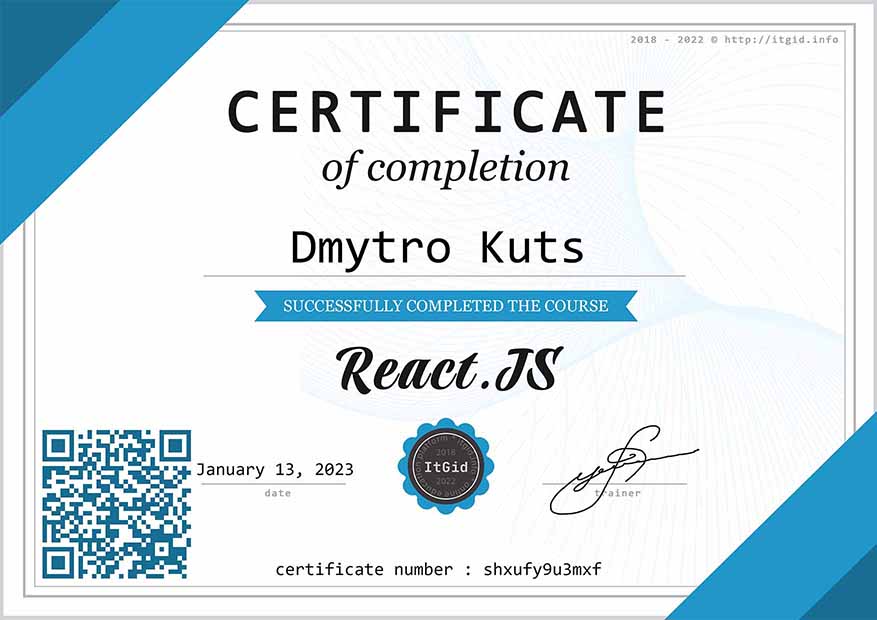 2018 - 2022 © http://itgid.info
CERTIFICATE
of completion
Dmytro Kuts
SUCCESSFULLY COMPLETED THE COURSE
React.JS
January 13, 2023
date
2018
ItGid
2022
trainer
certificate number : shxufy9u3mxf